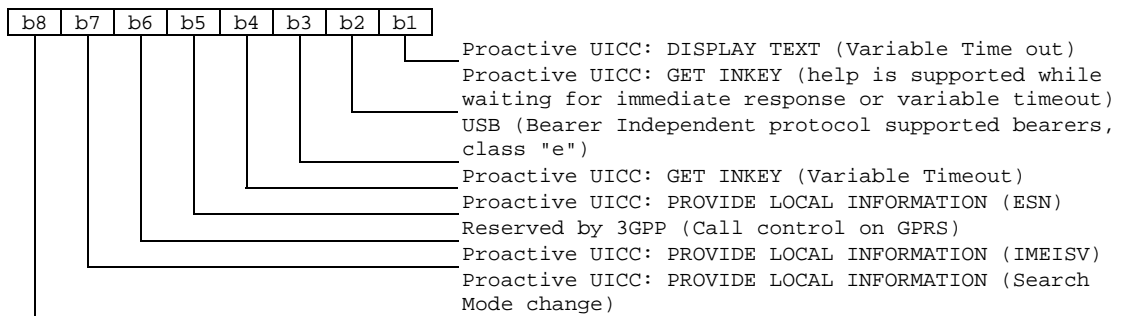 b8 b7 b6 b5 b4 b3 b2 b1
Proactive UICC: DISPLAY TEXT (Variable Time out)
Proactive UICC: GET INKEY (help is supported while
waiting for immediate response or variable timeout)
USB (Bearer Independent protocol supported bearers,
class "e")
Proactive UICC: GET INKEY (Variable Timeout)
Proactive UICC: PROVIDE LOCAL INFORMATION (ESN)
Reserved by 3GPP (Call control on GPRS)
Proactive UICC: PROVIDE LOCAL INFORMATION (IMEISV)
Proactive UICC: PROVIDE LOCAL INFORMATION (Search
Mode change)